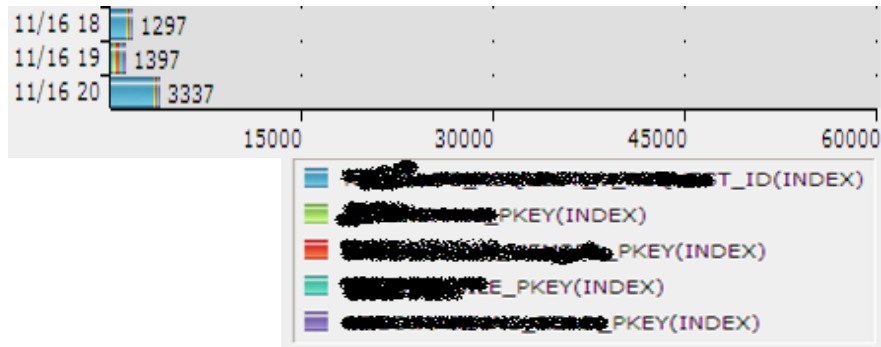 11/16 18 1297
11/16 19 1397
11/16 20 3337
15000 30000 45000 60000
T_ID(INDEX)
_PKEY(INDEX)
_PKEY(INDEX)
E_PKEY(INDEX)
_PKEY(INDEX)